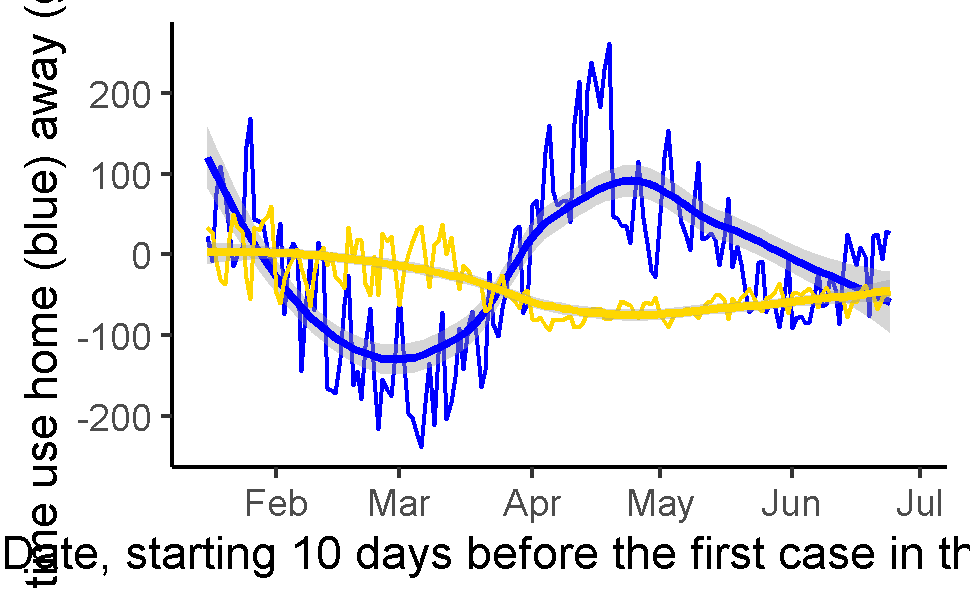 time use home (blue) away (
200
100
0
-100
-200
Feb Mar Apr May Jun Jul
Date, starting 10 days before the first case in th